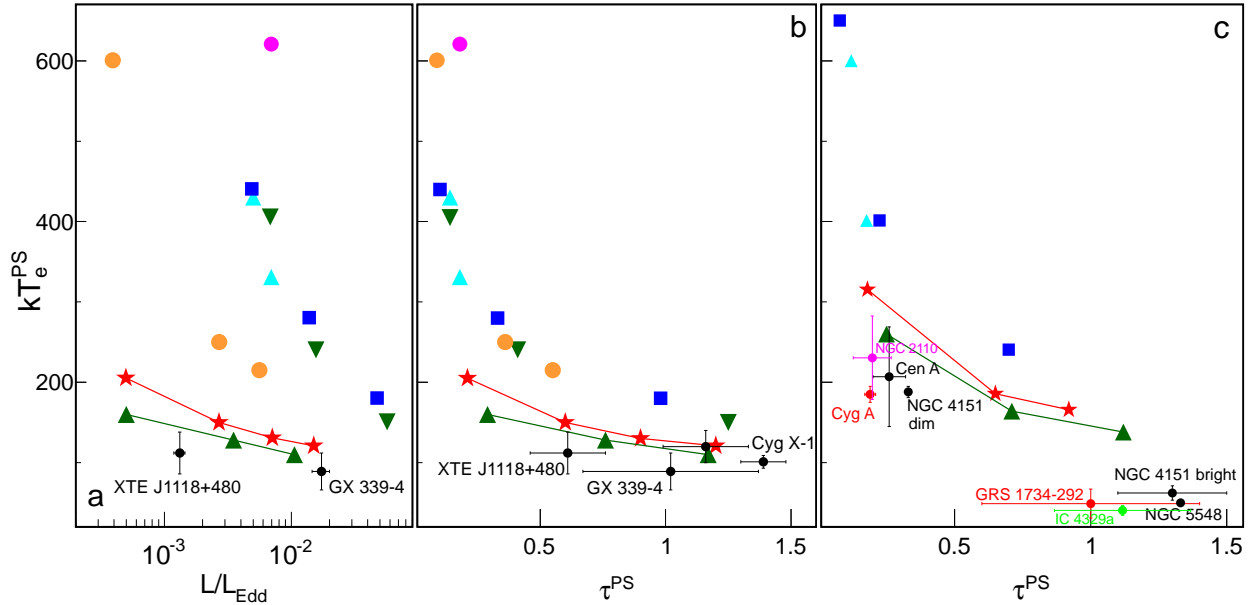 600
400
200
kT_e^PS
a
XTE J1118+480
GX 339-4
10^-3
10^-2
L/L_Edd
b
XTE J1118+480
GX 339-4
Cyg X-1
0.5
1
1.5
τ^PS
c
NGC 2110
Cen A
Cyg A
NGC 4151
dim
NGC 4151 bright
GRS 1734-292
NGC 5548
IC 4329a
0.5
1
1.5
τ^PS